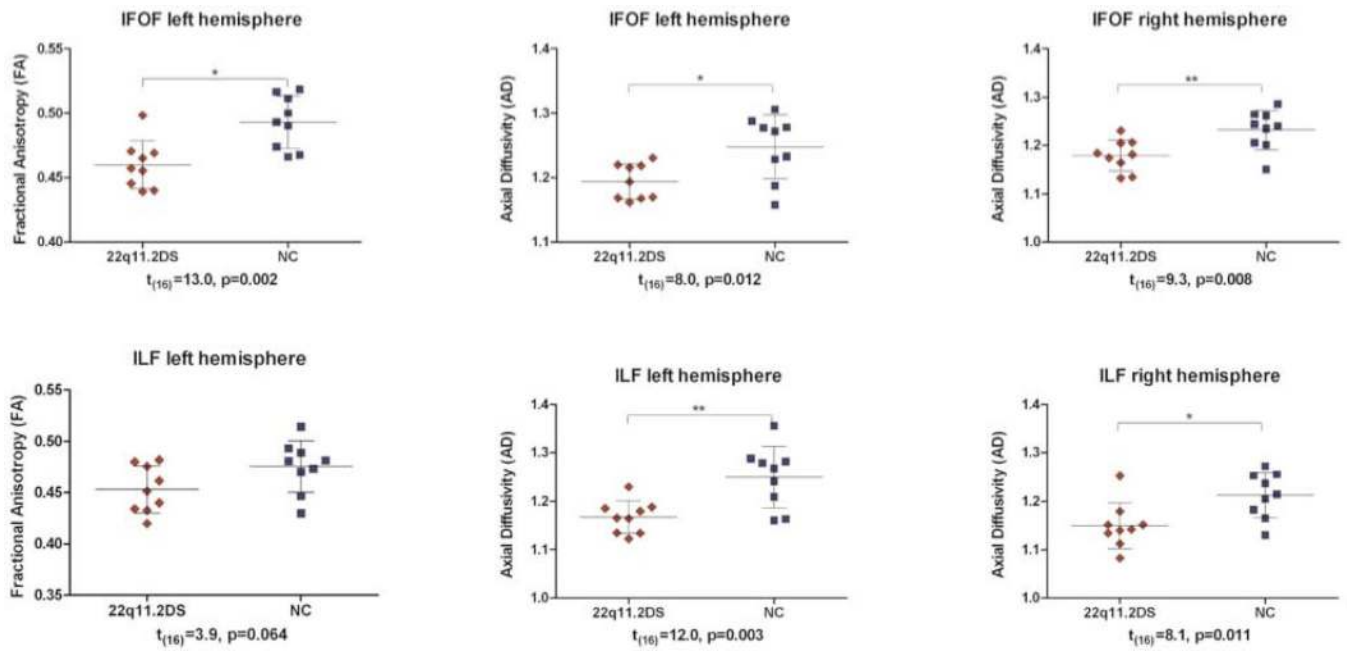 IFOF left hemisphere
Fractional Anisotropy (FA)
0.55
0.50
0.45
0.40
*
22q11.2DS NC
t(16)=13.0, p=0.002
IFOF left hemisphere
Axial Diffusivity (AD)
1.4
1.3
1.2
1.1
*
22q11.2DS NC
t(16)=8.0, p=0.012
IFOF right hemisphere
Axial Diffusivity (AD)
1.4
1.3
1.2
1.1
1.0
**
22q11.2DS NC
t(16)=9.3, p=0.008
ILF left hemisphere
Fractional Anisotropy (FA)
0.55
0.50
0.45
0.40
0.35
22q11.2DS NC
t(16)=3.9, p=0.064
ILF left hemisphere
Axial Diffusivity (AD)
1.4
1.3
1.2
1.1
1.0
**
22q11.2DS NC
t(16)=12.0, p=0.003
ILF right hemisphere
Axial Diffusivity (AD)
1.4
1.3
1.2
1.1
1.0
*
22q11.2DS NC
t(16)=8.1, p=0.011